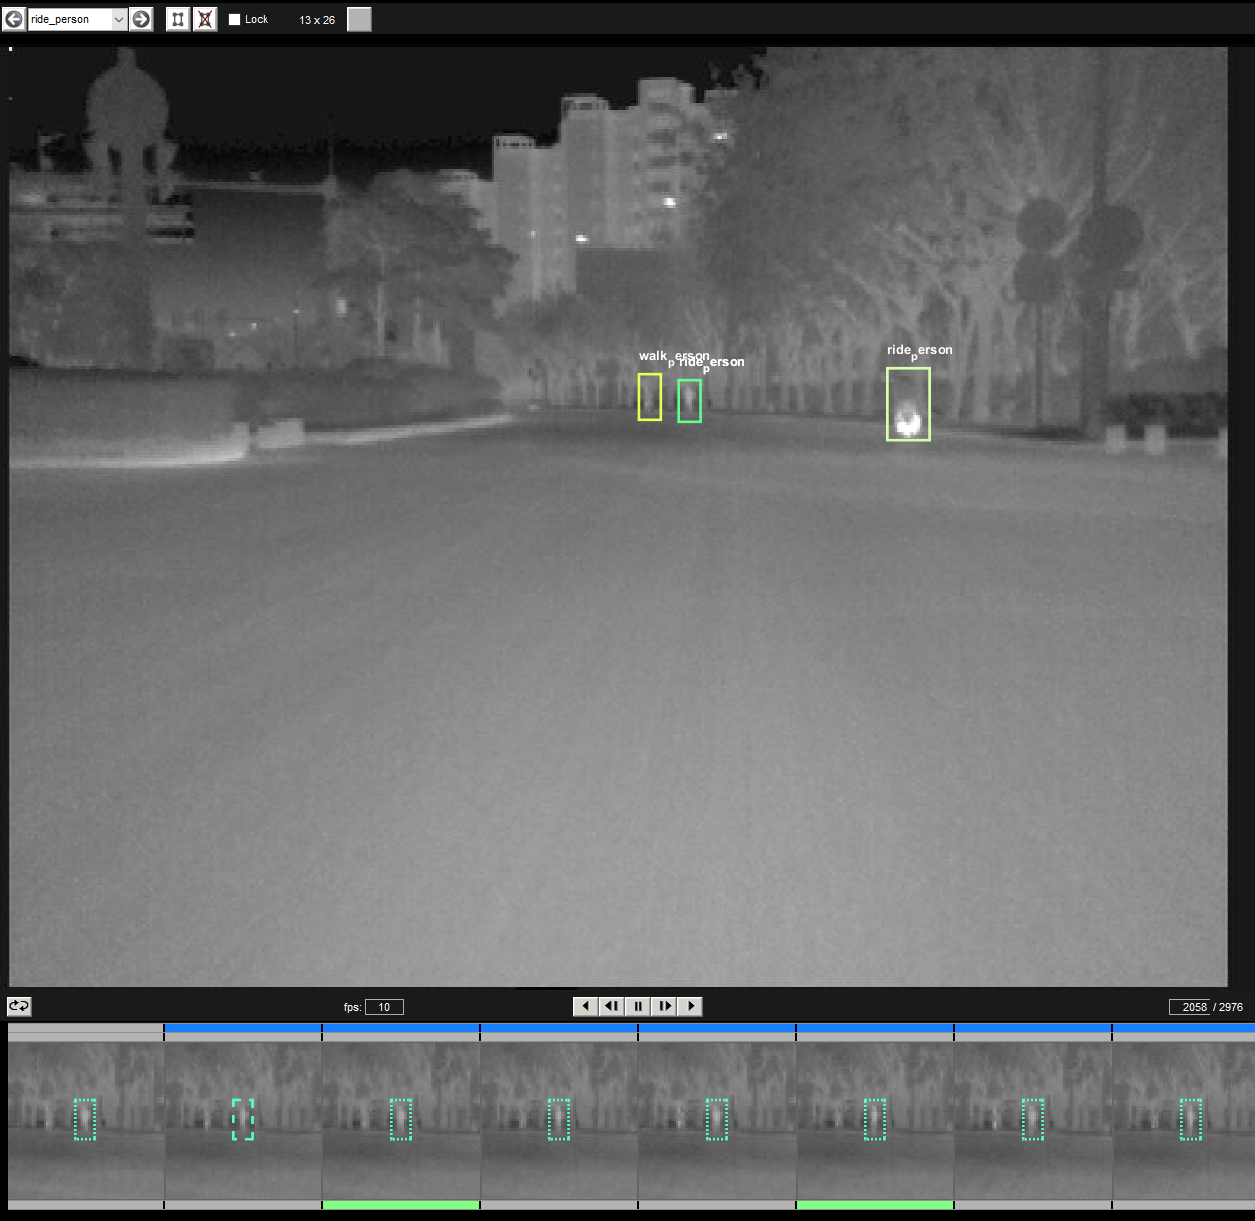 ride_person Lock 13 x 26
walk_person
ride_person
ride_person
fps: 10 2058 / 2976